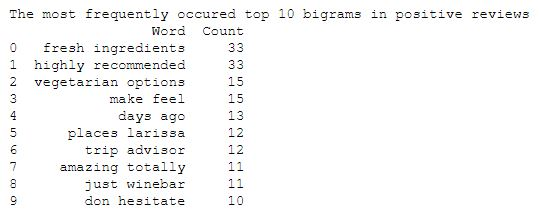 The most frequently occured top 10 bigrams in positive reviews
Word Count
0 fresh ingredients 33
1 highly recommended 33
2 vegetarian options 15
3 make feel 15
4 days ago 13
5 places larissa 12
6 trip advisor 12
7 amazing totally 11
8 just winebar 11
9 don hesitate 10